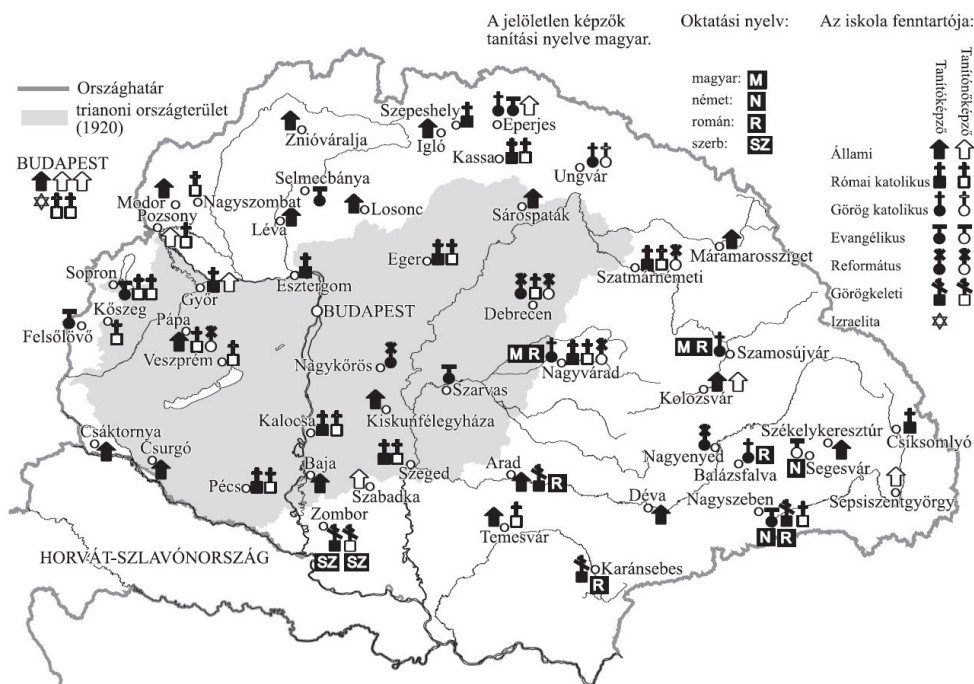 A jelöletlen képzők
tanítási nyelve magyar.
Oktatási nyelv:
magyar: M
német: N
román: R
szerb: SZ
Az iskola fenntartója:
Tanítóképző
Tanítónőképző
Állami
Római katolikus
Görög katolikus
Evangélikus
Református
Görögkeleti
Izraelita
Országhatár
trianoni országterület
(1920)
BUDAPEST
Znióváralja
Szepeshely
Igló
Eperjes
Kassa
Ungvár
Selmecbánya
Modor
Nagyszombat
Pozsony
Léva
Losonc
Sárospatak
Máramarossziget
Sopron
Győr
Esztergom
Eger
Szatmárnémeti
Kőszeg
Felsőlövő
Pápa
BUDAPEST
Debrecen
Veszprém
Nagykőrös
Szarvas
M R
Nagyvárad
M R
Szamosújvár
Kolozsvár
Kiskunfélegyháza
Csáktornya
Csurgó
Kalocsa
Szeged
Nagyenyed
Székelykeresztúr
Csíksomlyó
Balázsfalva
R
N
Segesvár
Pécs
Baja
Szabadka
Arad
R
Déva
Nagyszeben
N R
Sepsiszentgyörgy
Zombor
SZ SZ
Temesvár
HORVÁT-SZLAVÓNORSZÁG
Karánsebes
R